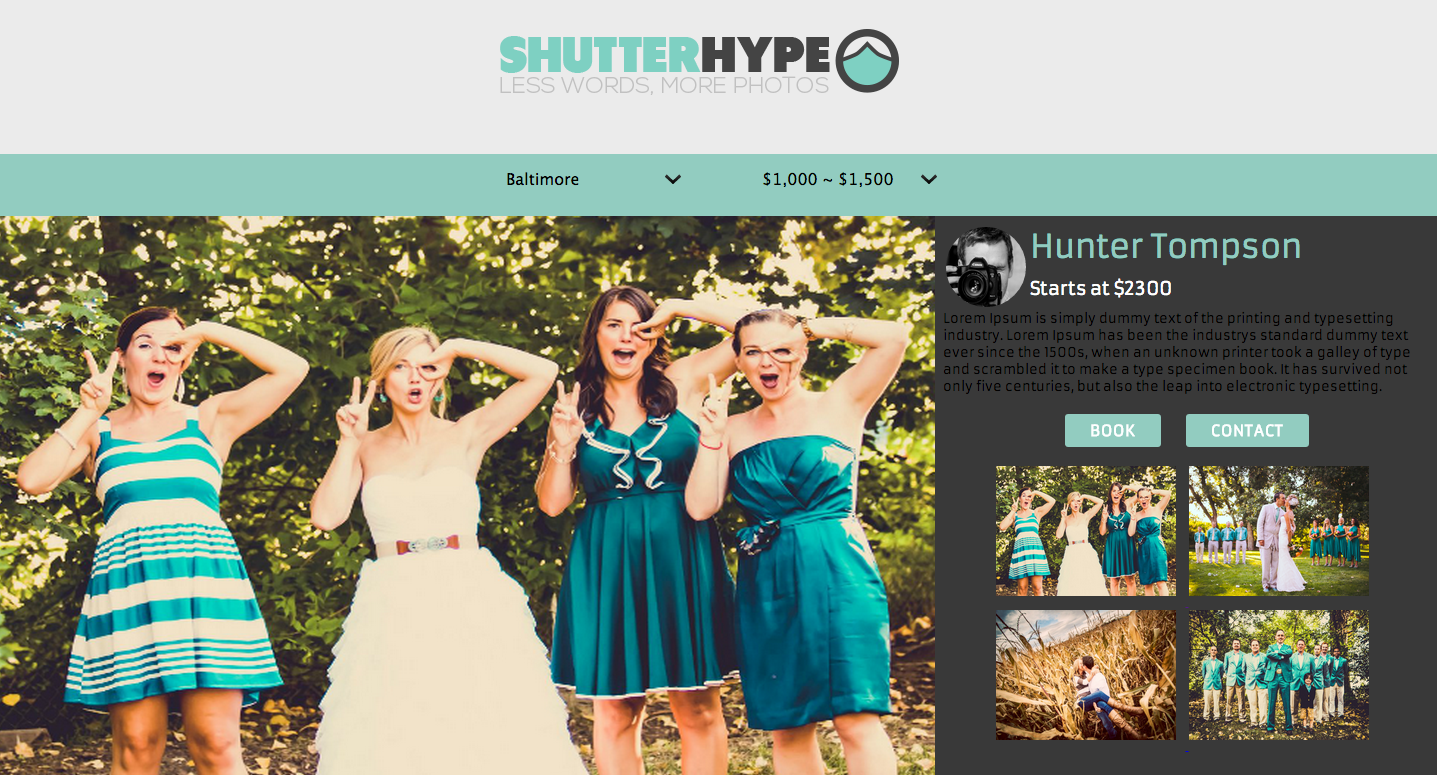 SHUTTERHYPE
LESS WORDS, MORE PHOTOS
Baltimore
$1,000 ~ $1,500
Hunter Tompson
Starts at $2300
Lorem Ipsum is simply dummy text of the printing and typesetting
industry. Lorem Ipsum has been the industrys standard dummy text
ever since the 1500s, when an unknown printer took a galley of type
and scrambled it to make a type specimen book. It has survived not
only five centuries, but also the leap into electronic typesetting.
BOOK
CONTACT